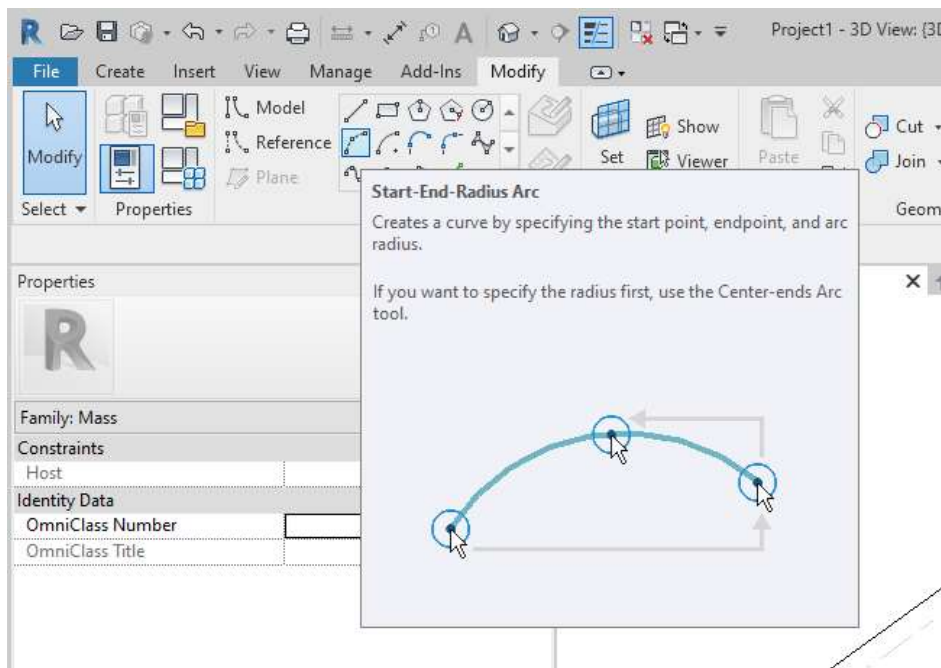 Project1 - 3D View: {3D
File Create Insert View Manage Add-Ins Modify
Modify
Model
Reference
Plane
Set
Show
Viewer
Paste
Cut
Join
Select Properties Geom
Start-End-Radius Arc
Creates a curve by specifying the start point, endpoint, and arc
radius.
If you want to specify the radius first, use the Center-ends Arc
tool.
Properties
R
Family: Mass
Constraints
Host
Identity Data
OmniClass Number
OmniClass Title